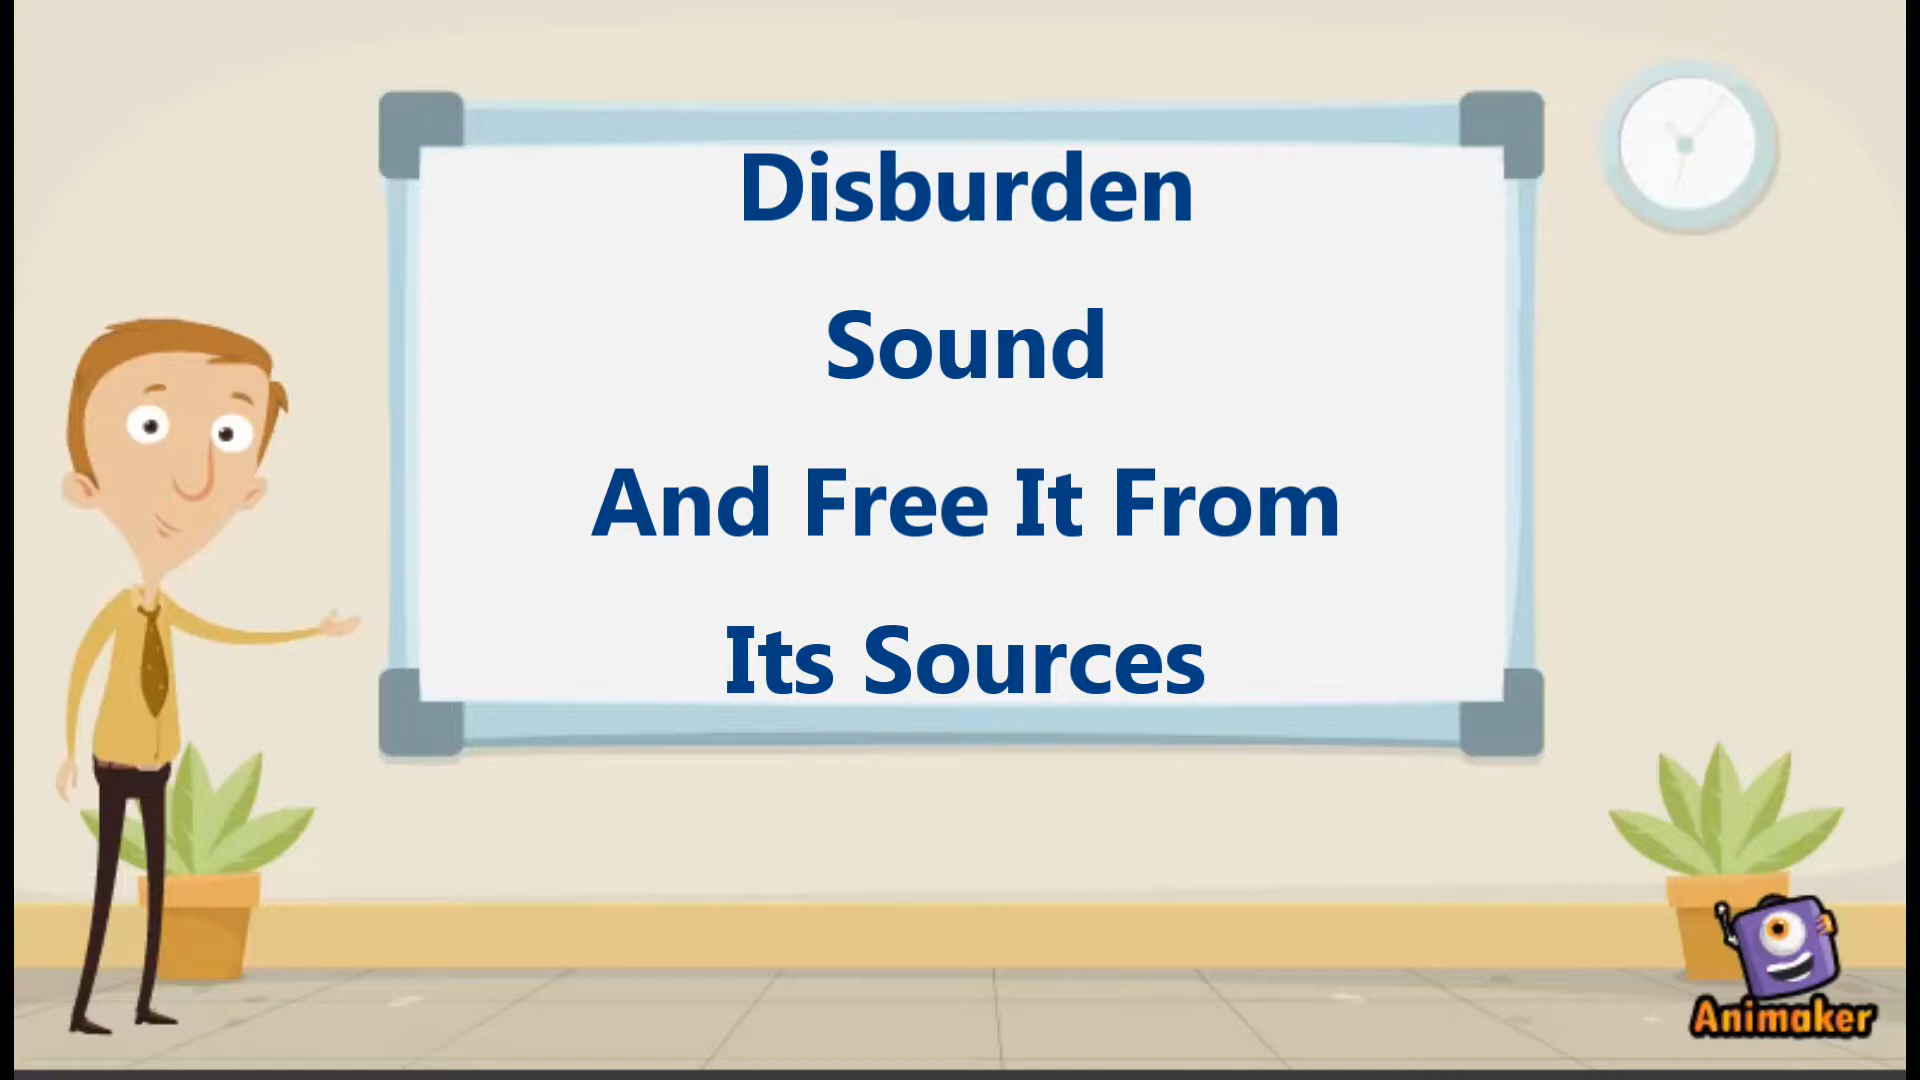 Disburden
Sound
And Free It From
Its Sources
Animaker